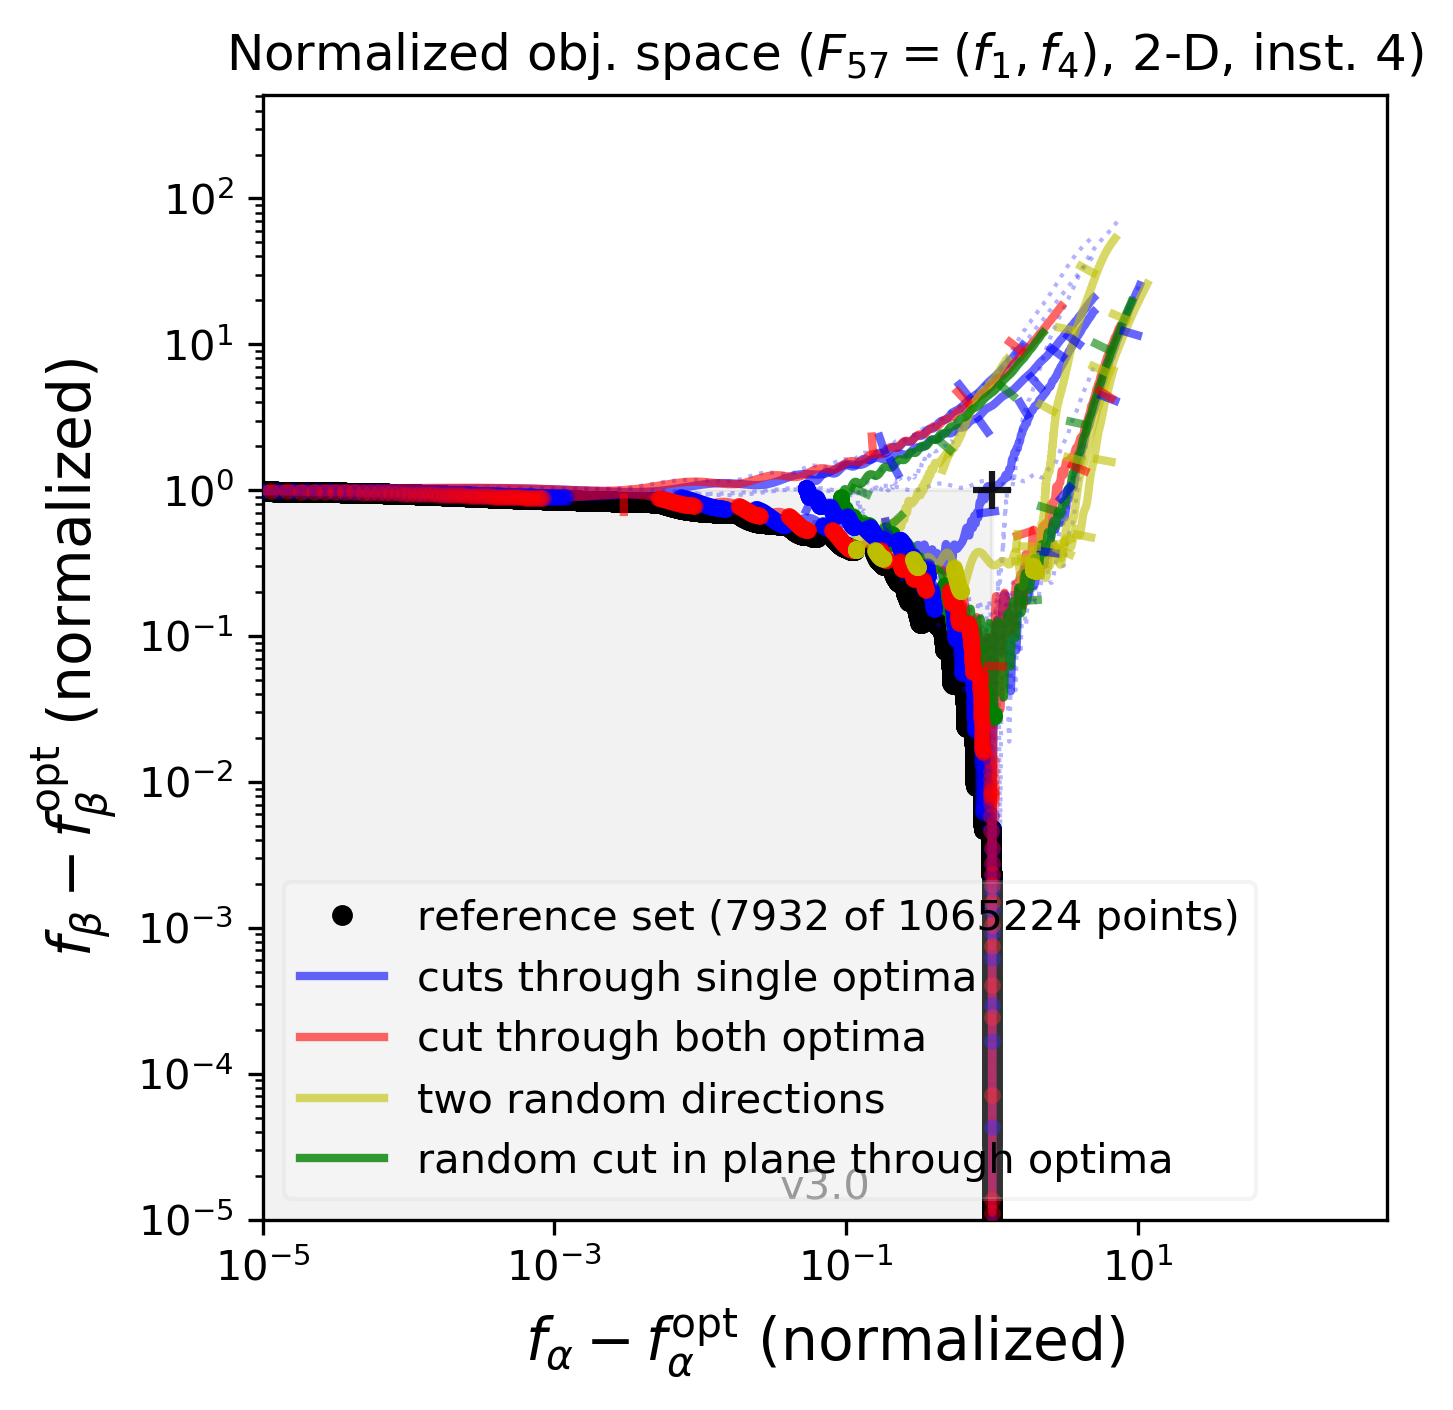 Normalized obj. space ($F_{57} = (f_1, f_4)$, 2-D, inst. 4)
$10^2$
$10^1$
$10^0$
$10^{-1}$
$10^{-2}$
$10^{-3}$
$10^{-4}$
$10^{-5}$
$f_\beta - f_\beta^{\mathrm{opt}}$ (normalized)
reference set (7932 of 1065224 points)
cuts through single optima
cut through both optima
two random directions
random cut in plane through optima
v3.0
$10^{-5}$ $10^{-3}$ $10^{-1}$ $10^1$
$f_\alpha - f_\alpha^{\mathrm{opt}}$ (normalized)